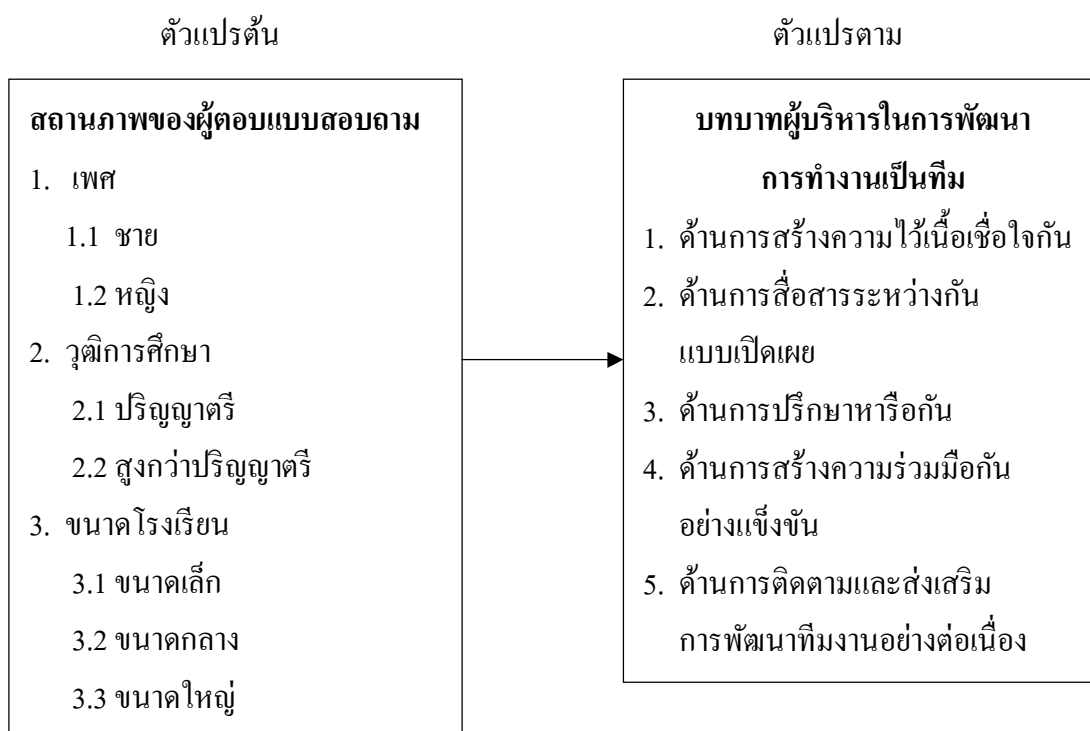 ตัวแปรต้น
สถานภาพของผู้ตอบแบบสอบถาม
1. เพศ
1.1 ชาย
1.2 หญิง
2. วุฒิการศึกษา
2.1 ปริญญาตรี
2.2 สูงกว่าปริญญาตรี
3. ขนาดโรงเรียน
3.1 ขนาดเล็ก
3.2 ขนาดกลาง
3.3 ขนาดใหญ่
ตัวแปรตาม
บทบาทผู้บริหารในการพัฒนา
การทำงานเป็นทีม
1. ด้านการสร้างความไว้เนื้อเชื่อใจกัน
2. ด้านการสื่อสารระหว่างกัน
แบบเปิดเผย
3. ด้านการปรึกษาหารือกัน
4. ด้านการสร้างความร่วมมือกัน
อย่างแข็งขัน
5. ด้านการติดตามและส่งเสริม
การพัฒนาทีมงานอย่างต่อเนื่อง